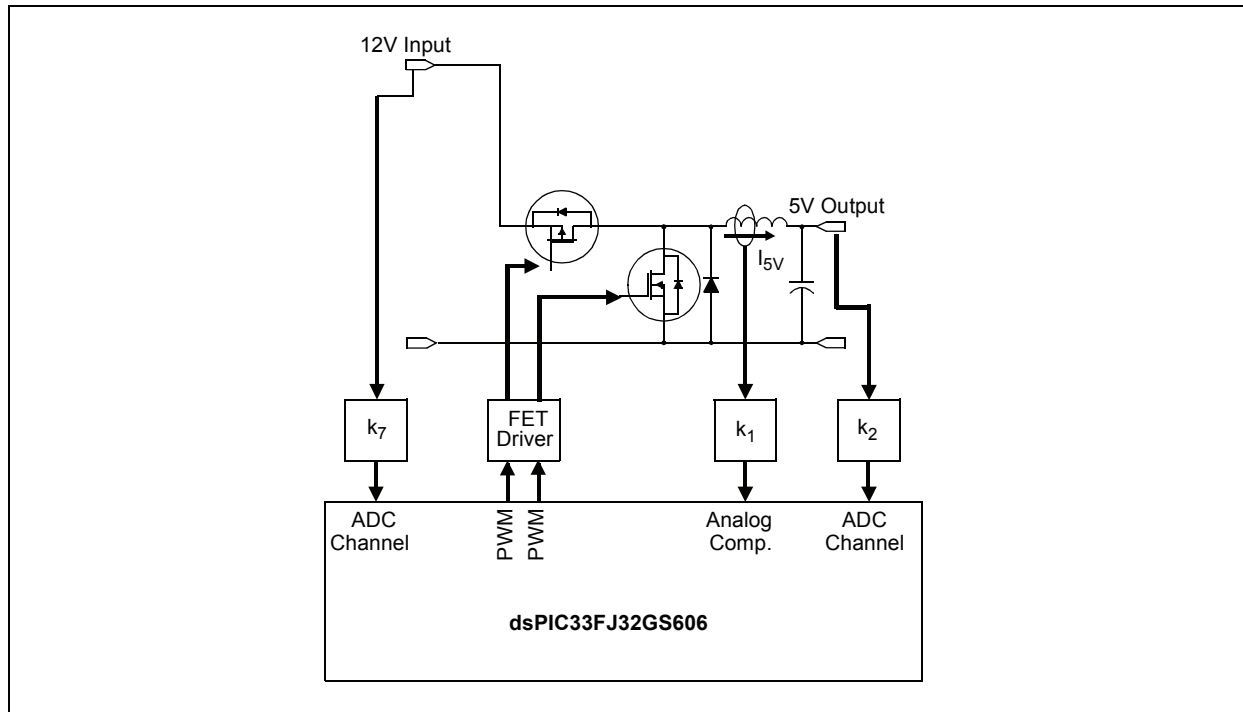 12V Input
5V Output
I5V
k7
FET
Driver
k1
k2
ADC
Channel
PWM
PWM
Analog
Comp.
ADC
Channel
dsPIC33FJ32GS606